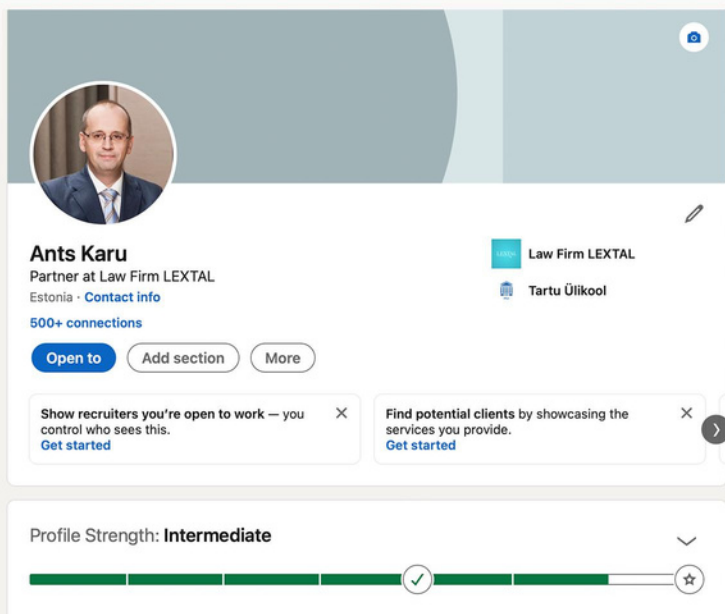 Ants Karu
Partner at Law Firm LEXTAL
Estonia · Contact info
500+ connections
Law Firm LEXTAL
Tartu Ülikool
Open to
Add section
More
Show recruiters you're open to work — you
control who sees this.
Get started
Find potential clients by showcasing the
services you provide.
Get started
Profile Strength: Intermediate